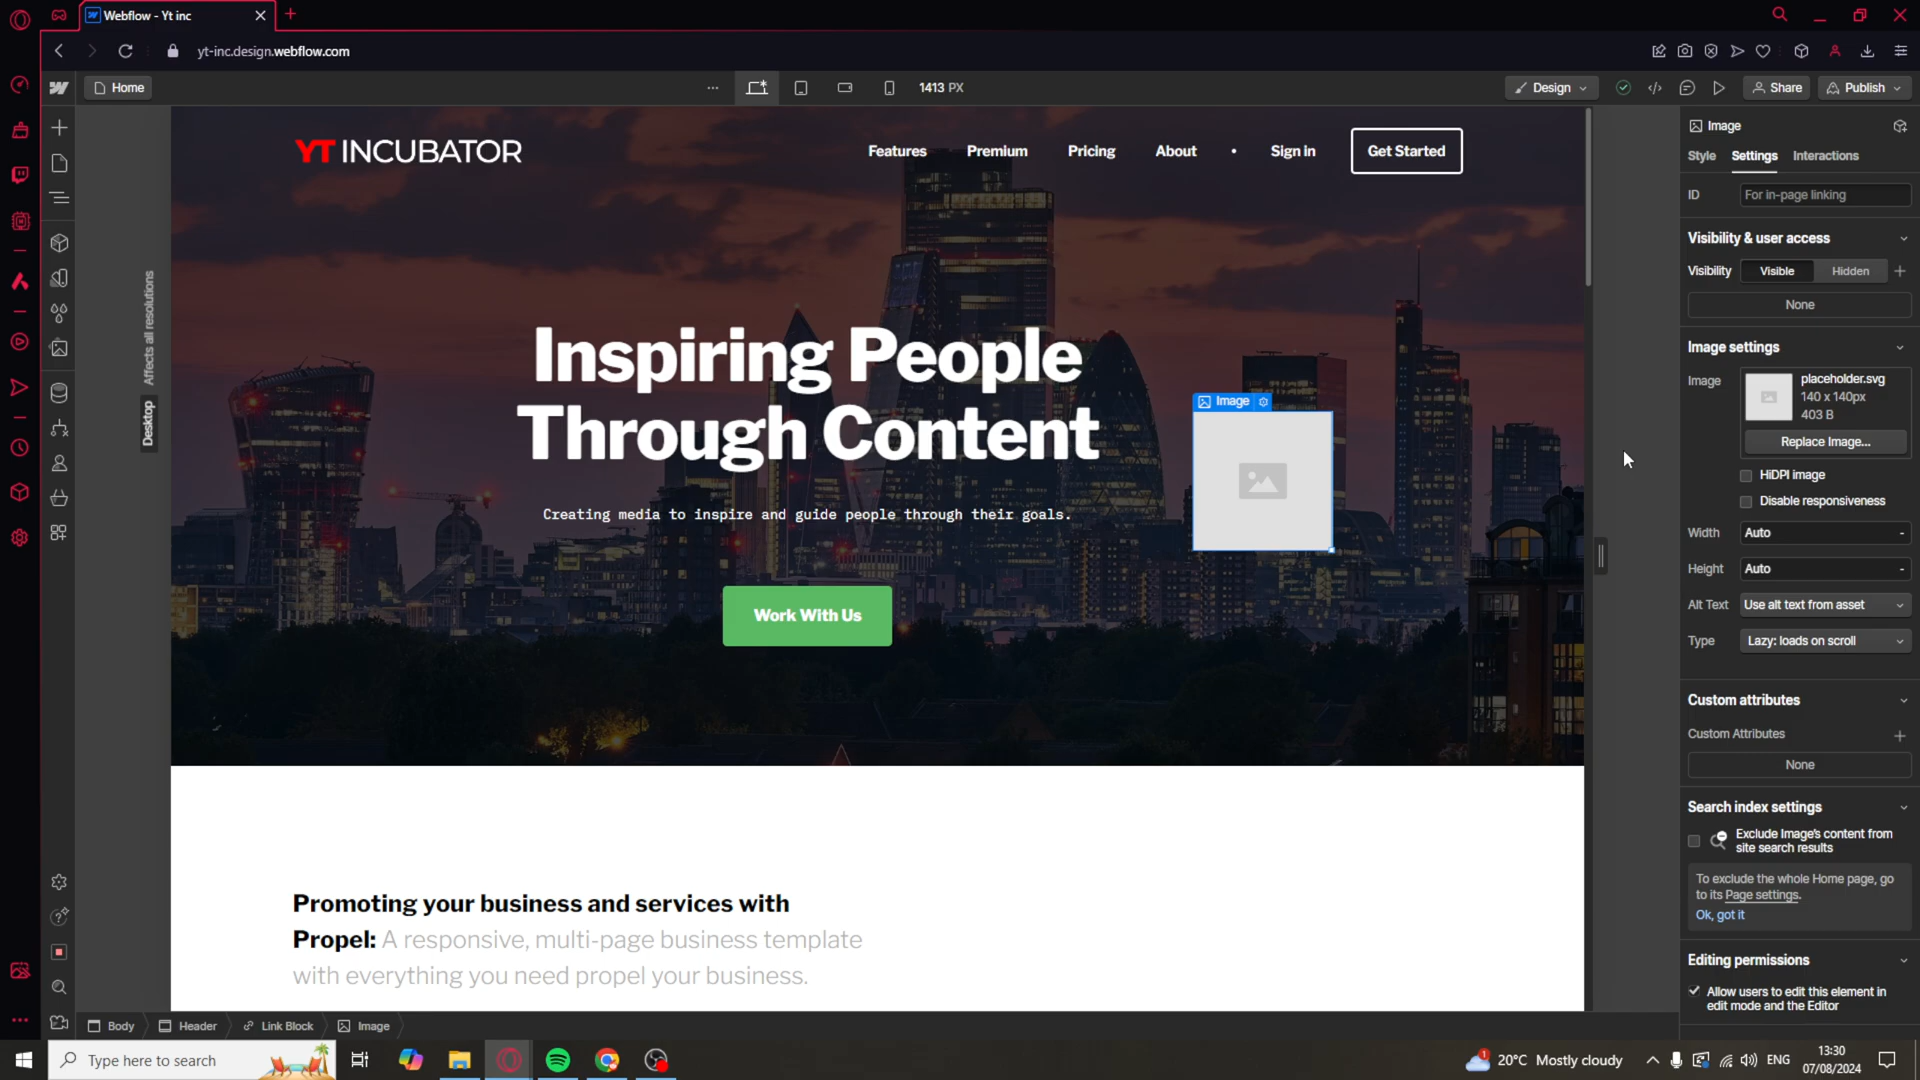 Webflow - Yt inc
yt-inc.design.webflow.com
Home
1413 PX
Design
Share
Publish
YT INCUBATOR
Features
Premium
Pricing
About
•
Sign in
Get Started
Affects all resolutions
Desktop
Inspiring People
Through Content
Creating media to inspire and guide people through their goals.
Work With Us
Image
Promoting your business and services with
Propel: A responsive, multi-page business template
with everything you need propel your business.
Image
Style
Settings
Interactions
ID
For in-page linking
Visibility & user access
Visibility
Visible
Hidden
None
Image settings
Image
placeholder.svg
140 x 140px
403 B
Replace Image...
HiDPI image
Disable responsiveness
Width
Auto
-
Height
Auto
-
Alt Text
Use alt text from asset
Type
Lazy: loads on scroll
Custom attributes
Custom Attributes
None
Search index settings
Exclude Image's content from
site search results
To exclude the whole Home page, go
to its Page settings.
Ok, got it
Editing permissions
Allow users to edit this element in
edit mode and the Editor
Body
Header
Link Block
Image
Type here to search
1
20°C Mostly cloudy
ENG
13:30
07/08/2024